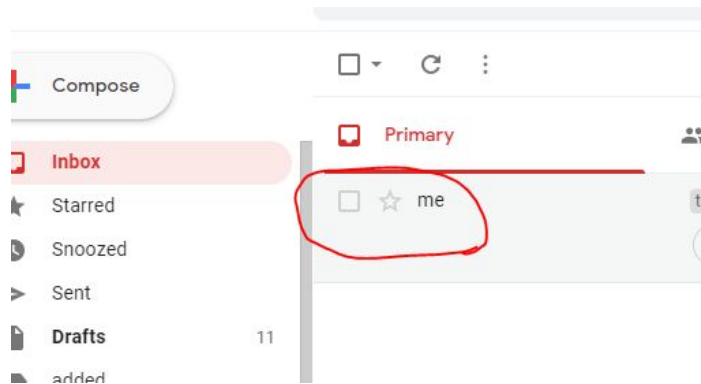 Compose
Primary
Inbox
me
Starred
Snoozed
Sent
Drafts 11
added